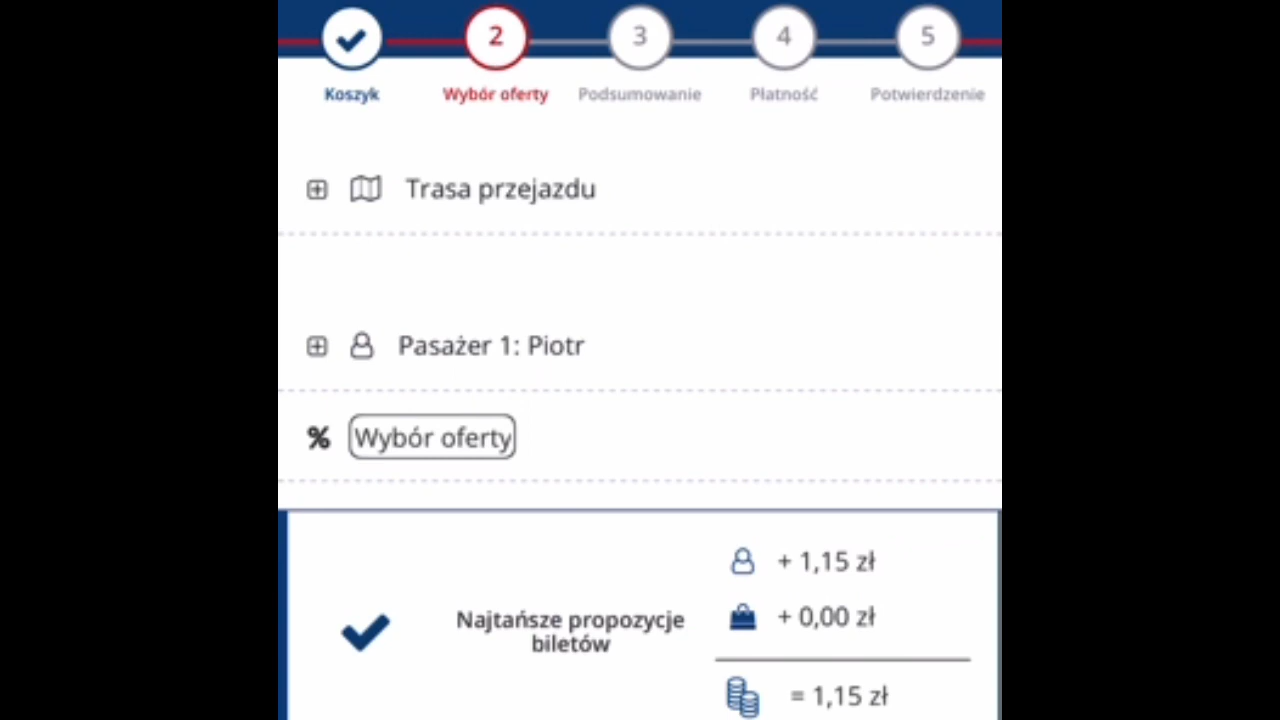 2 3 4 5
Koszyk Wybór oferty Podsumowanie Płatność Potwierdzenie
Trasa przejazdu
Pasażer 1: Piotr
% Wybór oferty
+ 1,15 zł
+ 0,00 zł
Najtańsze propozycje
biletów
= 1,15 zł